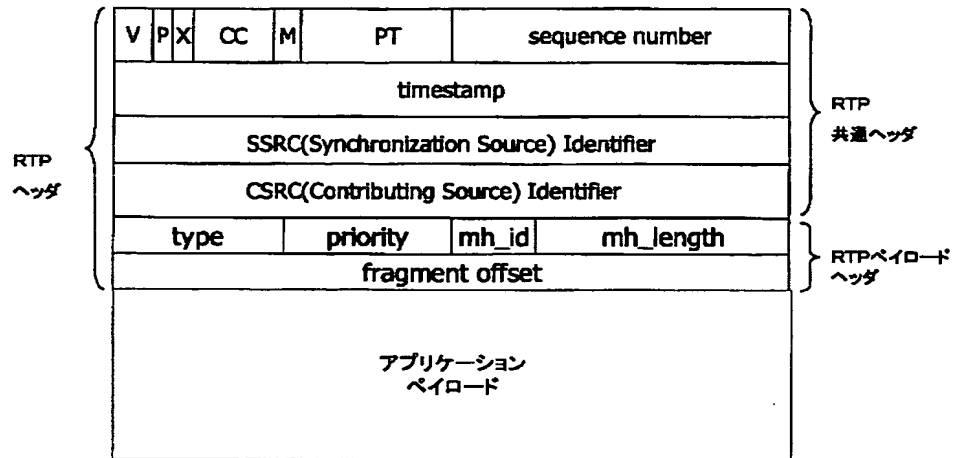 V P X CC M PT sequence number
timestamp
SSRC(Synchronization Source) Identifier
CSRC(Contributing Source) Identifier
type priority mh_id mh_length
fragment offset
アプリケーション
ペイロード
RTP
ヘッダ
RTP
共通ヘッダ
RTPペイロード
ヘッダ